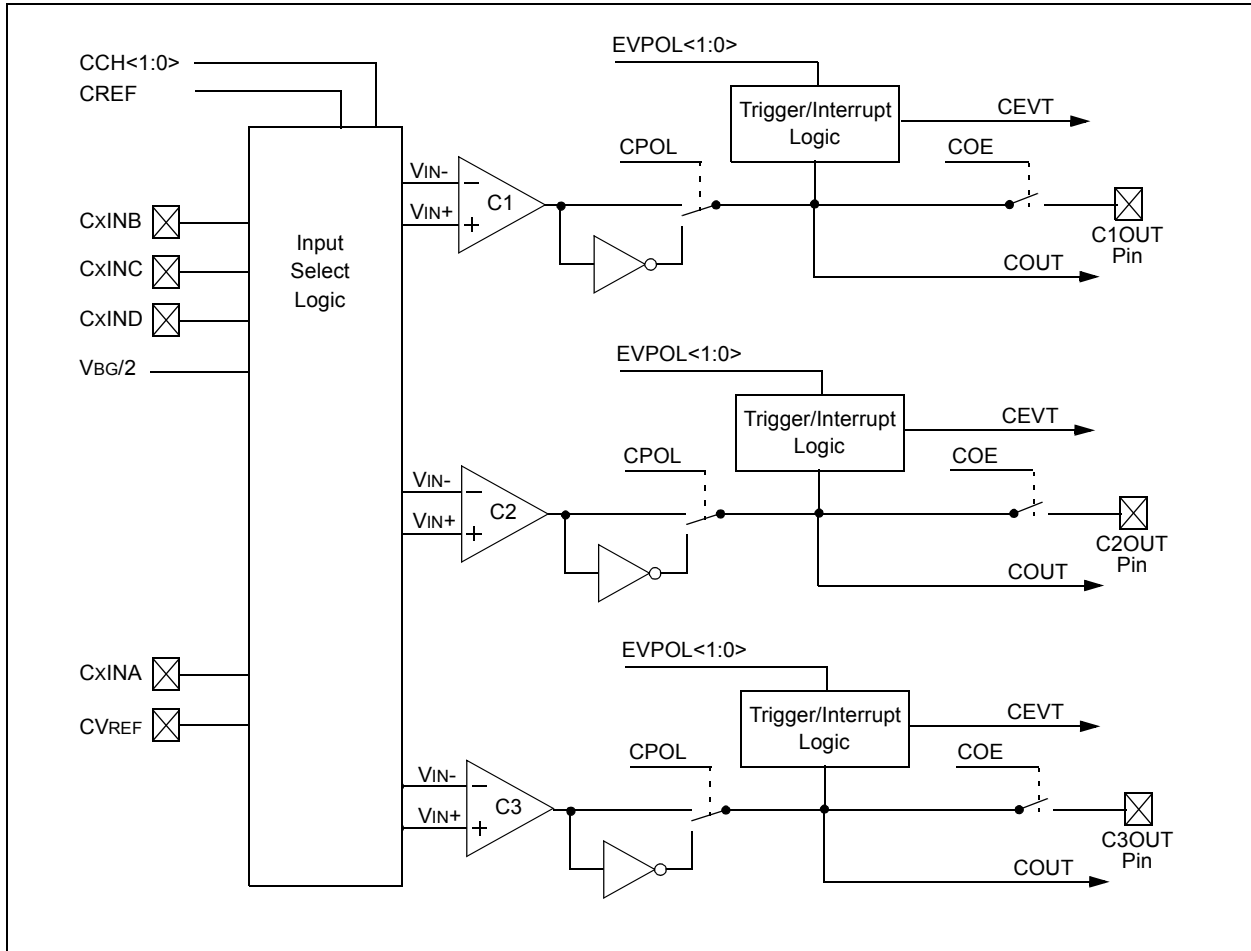 CCH<1:0>
CREF
CxINB
CxINC
CxIND
VBG/2
CxINA
CVREF
Input
Select
Logic
EVPOL<1:0>
Trigger/Interrupt
Logic
CEVT
CPOL
COE
VIN-
VIN+
C1
C1OUT
Pin
COUT
EVPOL<1:0>
Trigger/Interrupt
Logic
CEVT
CPOL
COE
VIN-
VIN+
C2
C2OUT
Pin
COUT
EVPOL<1:0>
Trigger/Interrupt
Logic
CEVT
CPOL
COE
VIN-
VIN+
C3
C3OUT
Pin
COUT